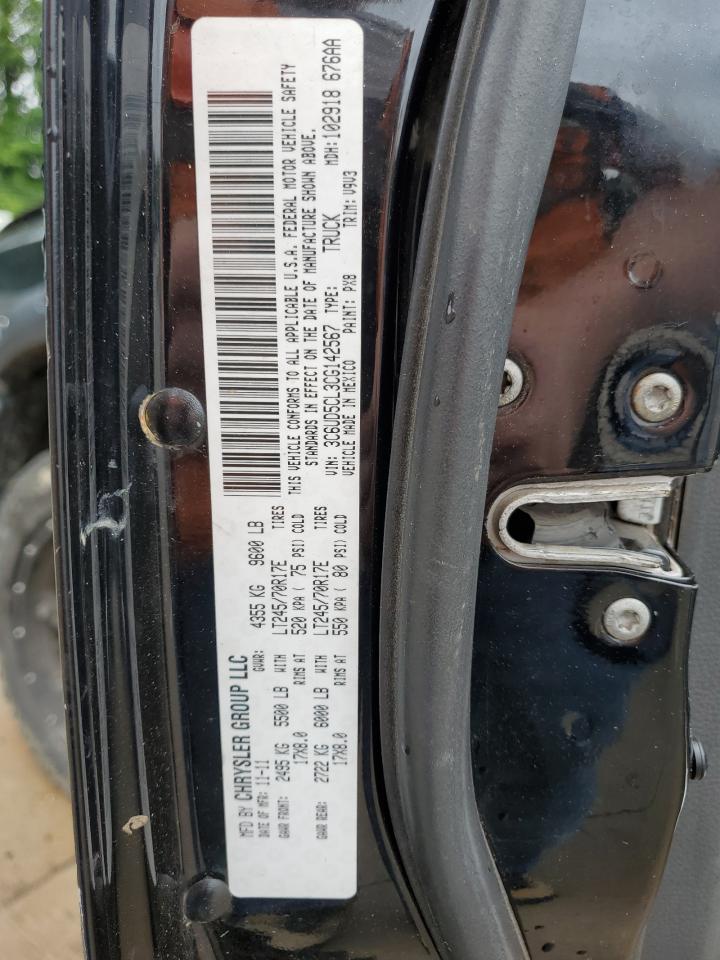 MFD BY CHRYSLER GROUP LLC
DATE OF MFR: 11-11 GVWR: 4355 KG 9600 LB
GAWR FRONT: 2495 KG 5500 LB WITH LT245/70R17E TIRES
17X8.0 RIMS AT 520 KPA ( 75 PSI) COLD
GAWR REAR: 2722 KG 6000 LB WITH LT245/70R17E TIRES
17X8.0 RIMS AT 550 KPA ( 80 PSI) COLD
THIS VEHICLE CONFORMS TO ALL APPLICABLE U.S.A. FEDERAL MOTOR VEHICLE SAFETY
STANDARDS IN EFFECT ON THE DATE OF MANUFACTURE SHOWN ABOVE.
VIN: 3C6UD5CL3CG142567 TYPE: TRUCK MDH:102918 676AA
VEHICLE MADE IN MEXICO PAINT: PX8 TRIM: V9V3